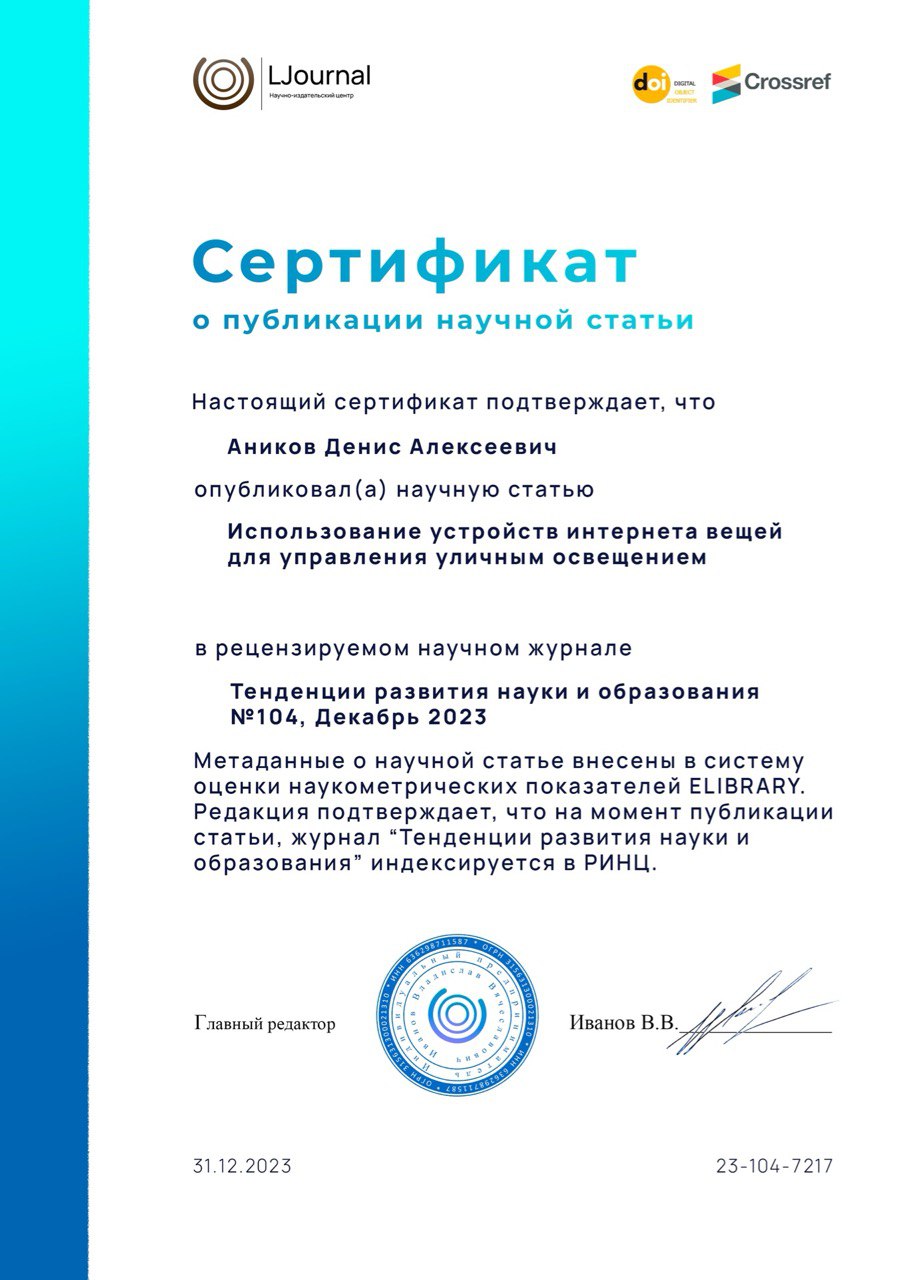 LJournal
Научно-издательский центр
doi DIGITAL
OBJECT
IDENTIFIER
Crossref
Сертификат
о публикации научной статьи
Настоящий сертификат подтверждает, что
Аников Денис Алексеевич
опубликовал(а) научную статью
Использование устройств интернета вещей
для управления уличным освещением
в рецензируемом научном журнале
Тенденции развития науки и образования
№104, Декабрь 2023
Метаданные о научной статье внесены в систему
оценки наукометрических показателей ELIBRARY.
Редакция подтверждает, что на момент публикации
статьи, журнал “Тенденции развития науки и
образования” индексируется в РИНЦ.
Главный редактор
* ИНН 636298711587 * ОГРН 315631300021310 * ИНН 636298711587 * ОГРН 315631300021310
Индивидуальный предприниматель
Иванов Владислав Вячеславович
Иванов В.В.
31.12.2023
23-104-7217